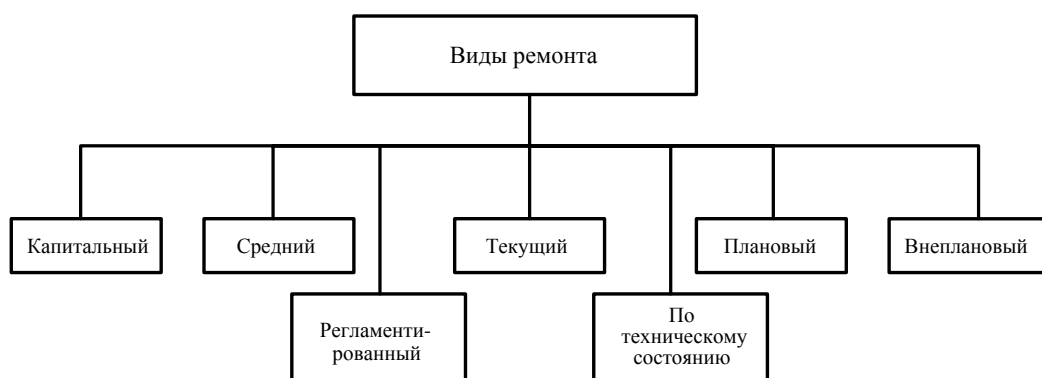 Виды ремонта
Капитальный
Средний
Текущий
Плановый
Внеплановый
Регламенти-
рованный
По
техническому
состоянию